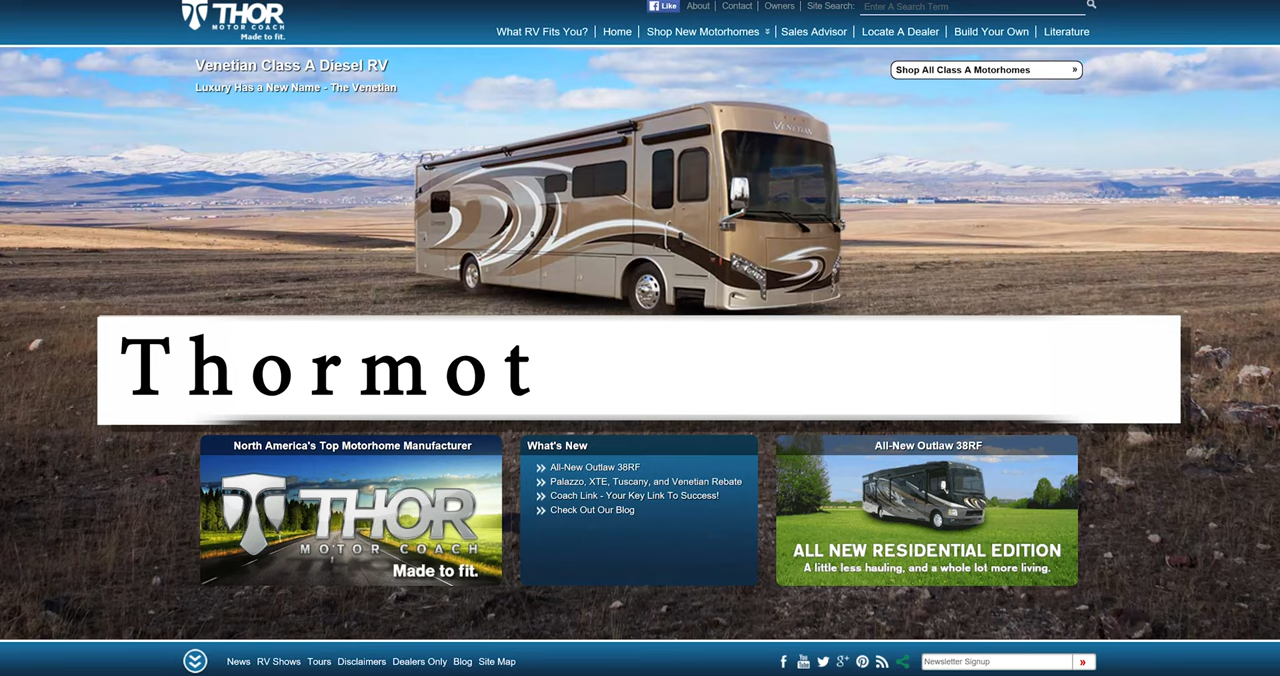 THOR
MOTOR COACH
Made to fit.
Like About Contact Owners Site Search: Enter A Search Term
What RV Fits You? Home Shop New Motorhomes Sales Advisor Locate A Dealer Build Your Own Literature
Venetian Class A Diesel RV
Luxury Has a New Name - The Venetian
Shop All Class A Motorhomes »
VENETIAN
Thormot
North America's Top Motorhome Manufacturer
THOR
MOTOR COACH
Made to fit.
What's New
All-New Outlaw 38RF
Palazzo, XTE, Tuscany, and Venetian Rebate
Coach Link - Your Key Link To Success!
Check Out Our Blog
All-New Outlaw 38RF
ALL NEW RESIDENTIAL EDITION
A little less hauling, and a whole lot more living.
News RV Shows Tours Disclaimers Dealers Only Blog Site Map
You Tube
Newsletter Signup »